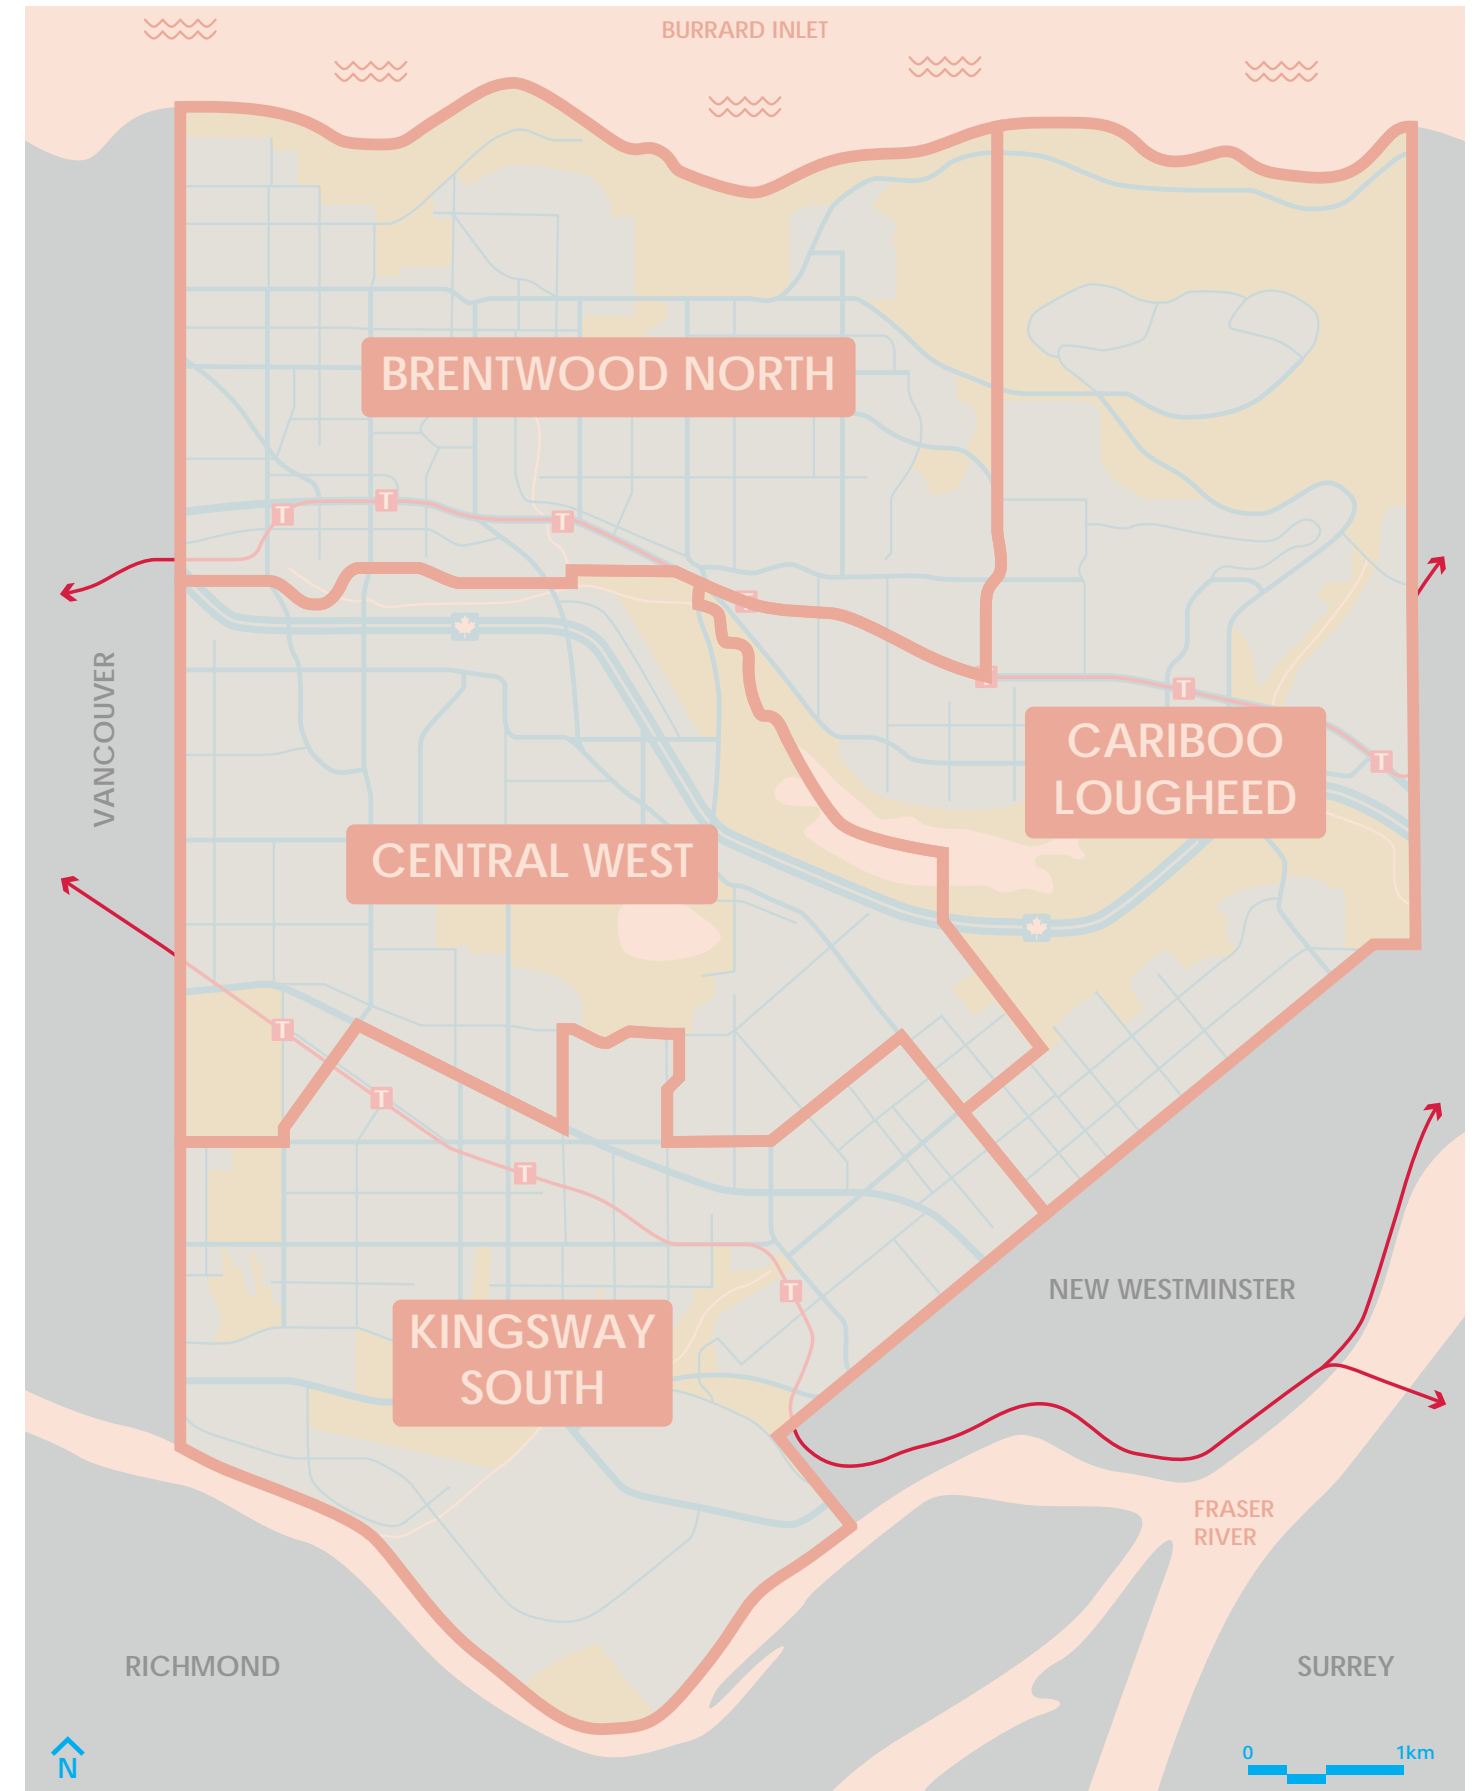 BURRARD INLET
BRENTWOOD NORTH
T
T
T
T
T
T
VANCOUVER
CARIBOO
LOUGHEED
T
CENTRAL WEST
T
T
T
NEW WESTMINSTER
T
KINGSWAY
SOUTH
FRASER
RIVER
RICHMOND
SURREY
N
0
1km